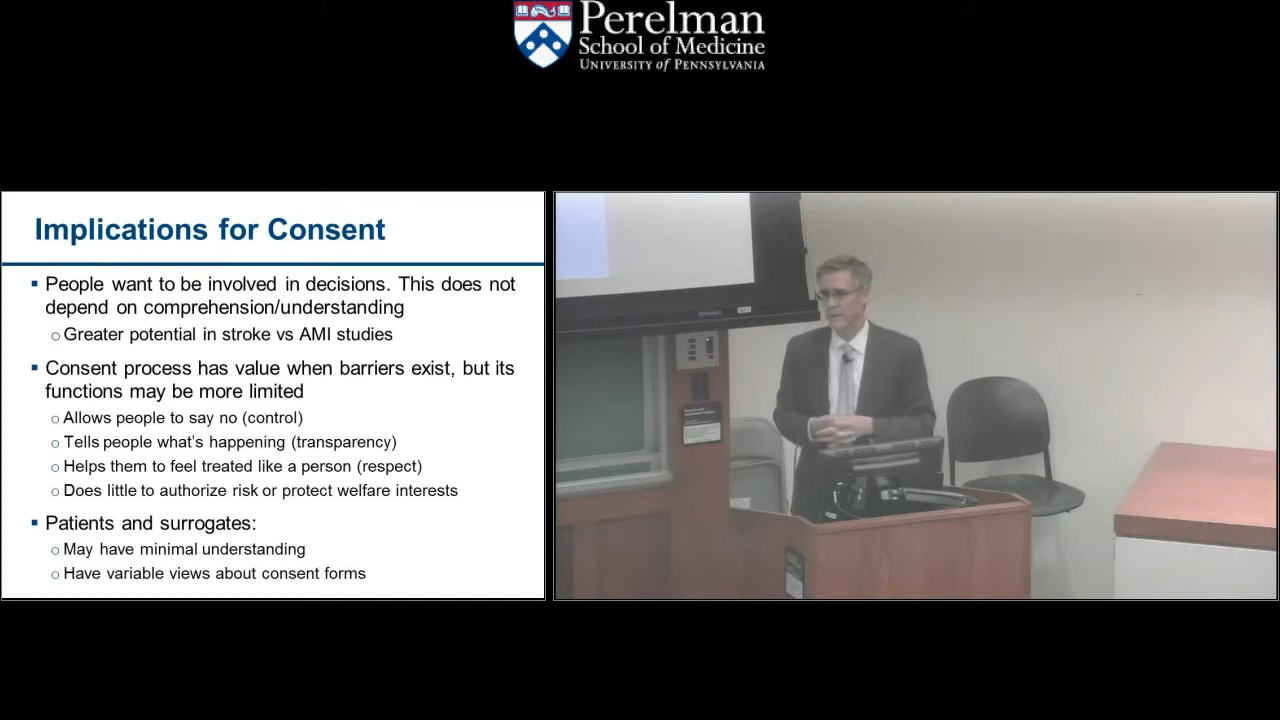 Perelman
School of Medicine
UNIVERSITY of PENNSYLVANIA
Implications for Consent
▪ People want to be involved in decisions. This does not
depend on comprehension/understanding
○ Greater potential in stroke vs AMI studies
▪ Consent process has value when barriers exist, but its
functions may be more limited
○ Allows people to say no (control)
○ Tells people what's happening (transparency)
○ Helps them to feel treated like a person (respect)
○ Does little to authorize risk or protect welfare interests
▪ Patients and surrogates:
○ May have minimal understanding
○ Have variable views about consent forms